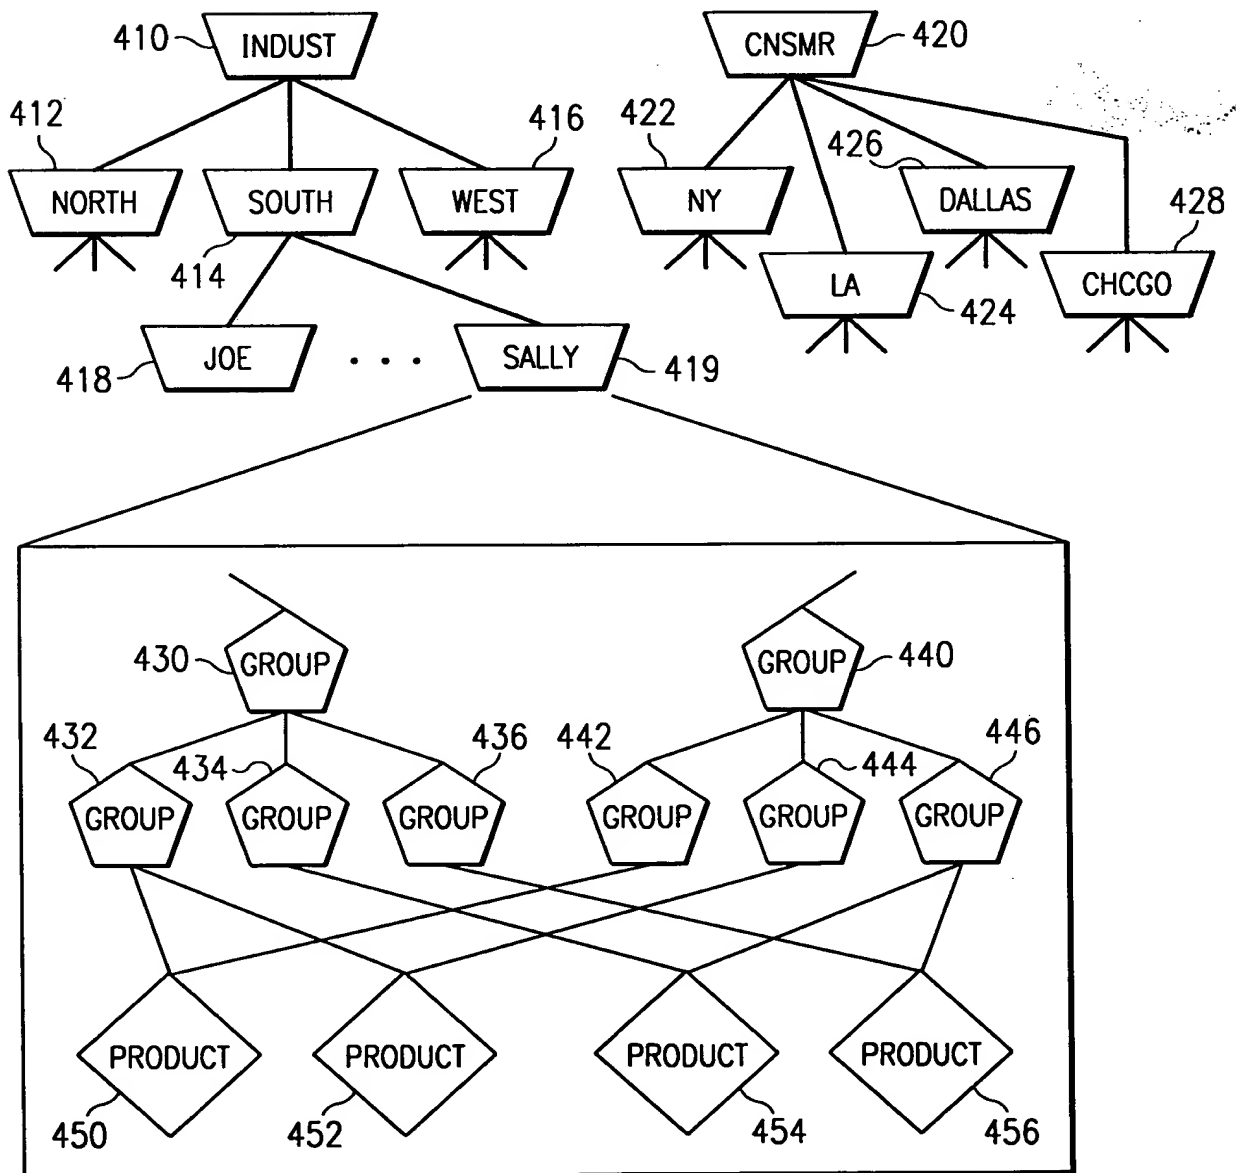 410 INDUST CNSMR 420
412 416 422 426
NORTH SOUTH WEST NY DALLAS 428
414 LA 424 CHCGO
418 JOE . . . SALLY 419
430 GROUP GROUP 440
432 434 436 442 444 446
GROUP GROUP GROUP GROUP GROUP GROUP
PRODUCT PRODUCT PRODUCT PRODUCT
450 452 454 456